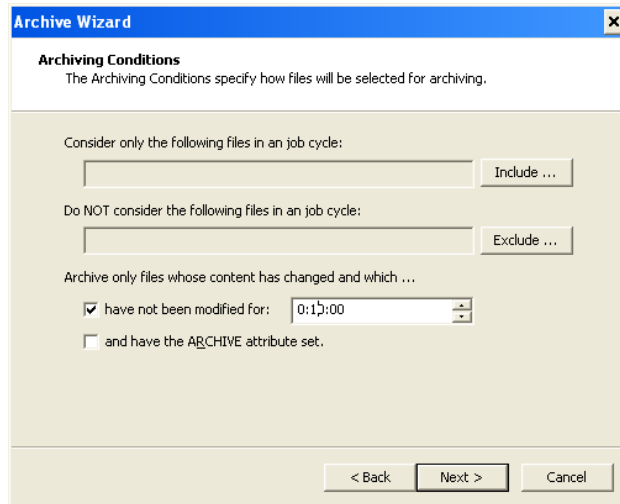 Archive Wizard
Archiving Conditions
The Archiving Conditions specify how files will be selected for archiving.
Consider only the following files in an job cycle:
Include ...
Do NOT consider the following files in an job cycle:
Exclude ...
Archive only files whose content has changed and which ...
have not been modified for:
and have the ARCHIVE attribute set.
< Back Next > Cancel